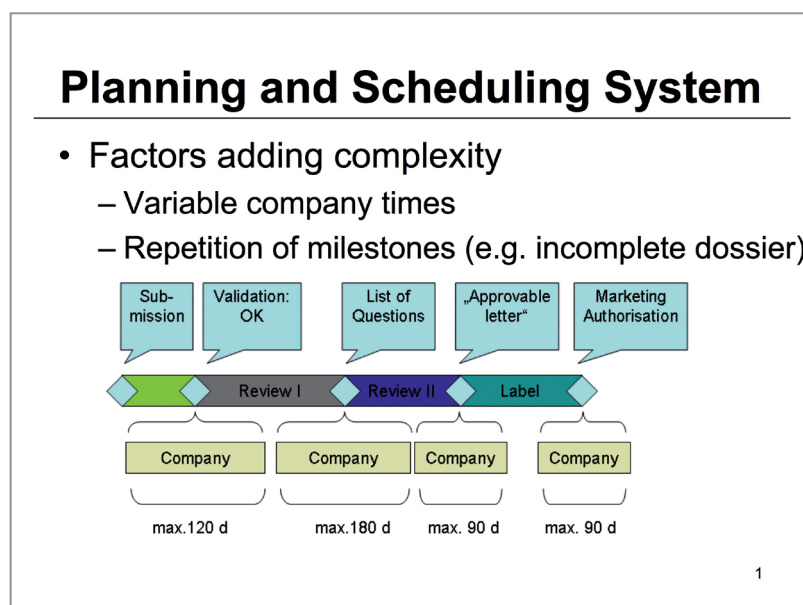 Planning and Scheduling System
• Factors adding complexity
– Variable company times
– Repetition of milestones (e.g. incomplete dossier)
Sub-
mission
Validation:
OK
List of
Questions
„Approvable
letter“
Marketing
Authorisation
Review I
Review II
Label
Company
Company
Company
Company
max.120 d
max.180 d
max. 90 d
max. 90 d
1